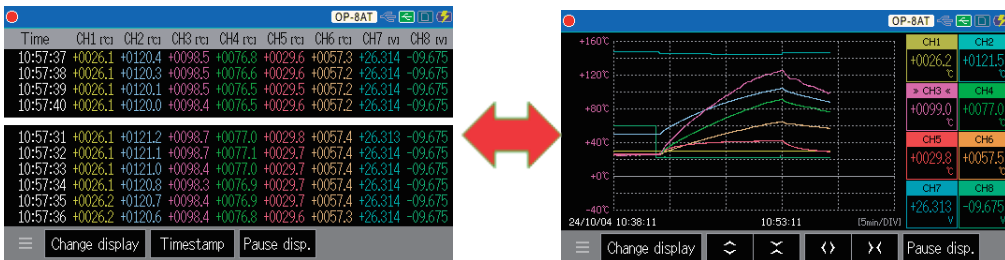 OP-8AT
Time CH1 [℃] CH2 [℃] CH3 [℃] CH4 [℃] CH5 [℃] CH6 [℃] CH7 [V] CH8 [V]
10:57:37 +0026.1 +0120.4 +0098.5 +0076.8 +0029.6 +0057.3 +26.314 -09.675
10:57:38 +0026.1 +0120.3 +0098.5 +0076.6 +0029.6 +0057.2 +26.314 -09.675
10:57:39 +0026.1 +0120.1 +0098.5 +0076.5 +0029.5 +0057.2 +26.314 -09.675
10:57:40 +0026.1 +0120.0 +0098.4 +0076.5 +0029.6 +0057.2 +26.314 -09.675
10:57:31 +0026.1 +0121.2 +0098.7 +0077.0 +0029.8 +0057.4 +26.313 -09.675
10:57:32 +0026.1 +0121.1 +0098.7 +0077.1 +0029.7 +0057.4 +26.314 -09.675
10:57:33 +0026.1 +0121.0 +0098.4 +0077.0 +0029.7 +0057.4 +26.314 -09.675
10:57:34 +0026.1 +0120.8 +0098.3 +0076.9 +0029.7 +0057.4 +26.314 -09.675
10:57:35 +0026.2 +0120.7 +0098.4 +0076.9 +0029.7 +0057.4 +26.314 -09.675
10:57:36 +0026.2 +0120.6 +0098.4 +0076.8 +0029.6 +0057.3 +26.314 -09.675
Change display Timestamp Pause disp.
OP-8AT
+160℃
+120℃
+80℃
+40℃
+0℃
-40℃
24/10/04 10:38:11 10:53:11 [5min/DIV]
CH1 CH2
+0026.2 +0121.5
℃ ℃
» CH3 « CH4
+0099.0 +0077.0
℃ ℃
CH5 CH6
+0029.8 +0057.5
℃ ℃
CH7 CH8
+26.313 -09.675
V V
Change display Pause disp.